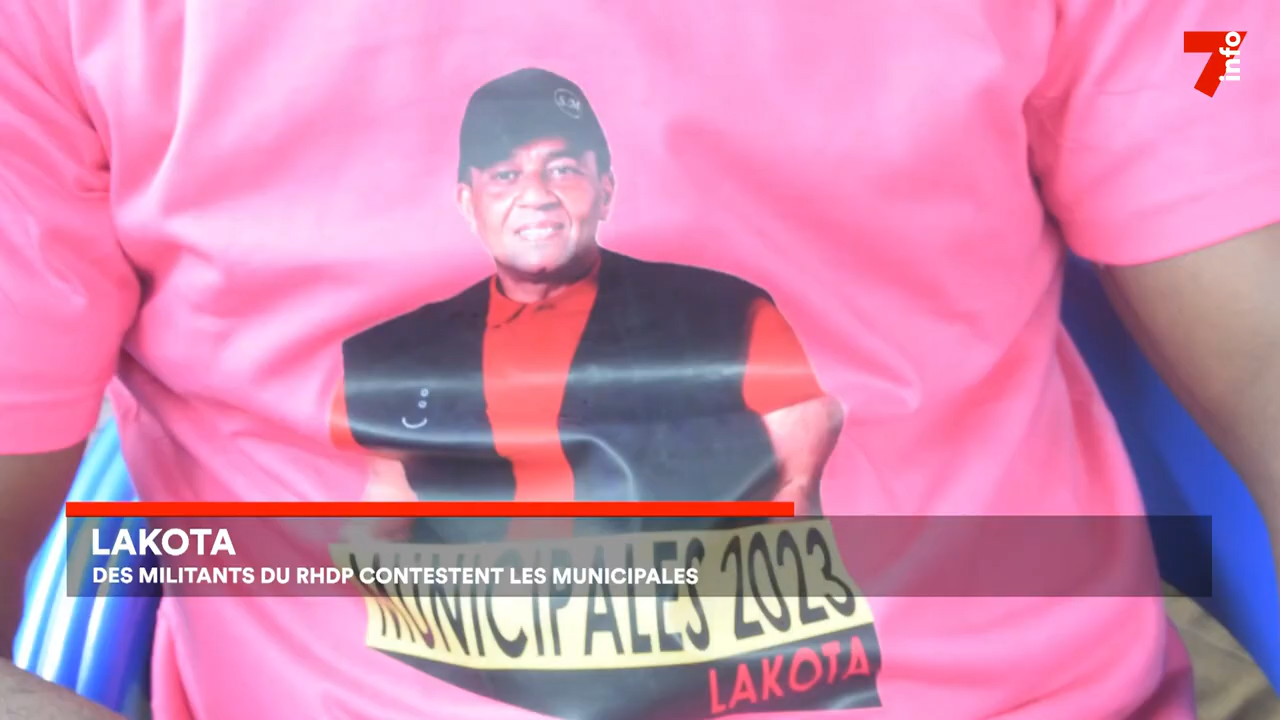 7 info
S.M
LAKOTA
DES MILITANTS DU RHDP CONTESTENT LES MUNICIPALES
MUNICIPALES 2023
LAKOTA